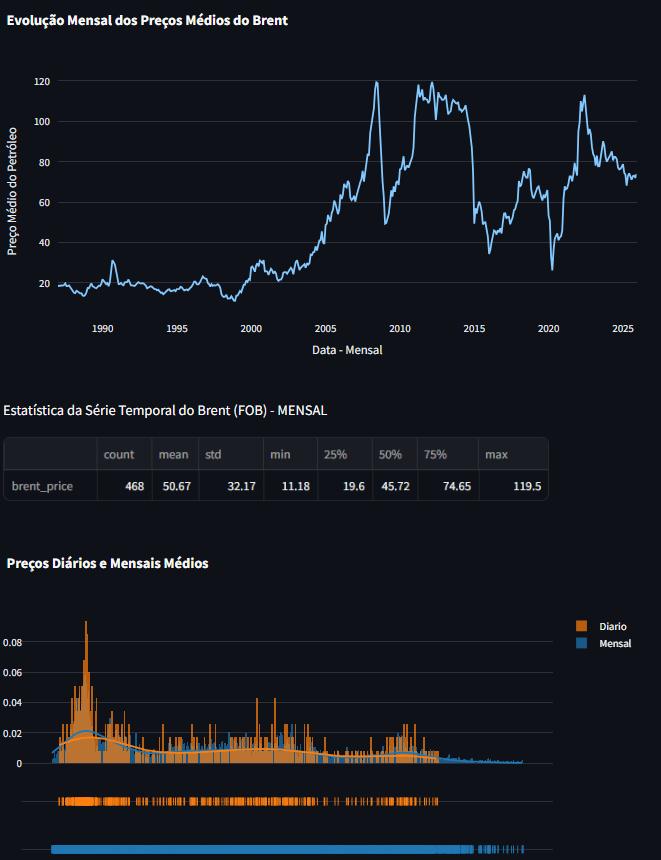 Evolução Mensal dos Preços Médios do Brent
120
100
80
60
40
20
Preço Médio do Petróleo
1990 1995 2000 2005 2010 2015 2020 2025
Data - Mensal
Estatística da Série Temporal do Brent (FOB) - MENSAL
count mean std min 25% 50% 75% max
brent_price 468 50.67 32.17 11.18 19.6 45.72 74.65 119.5
Preços Diários e Mensais Médios
Diario
Mensal
0.08
0.06
0.04
0.02
0